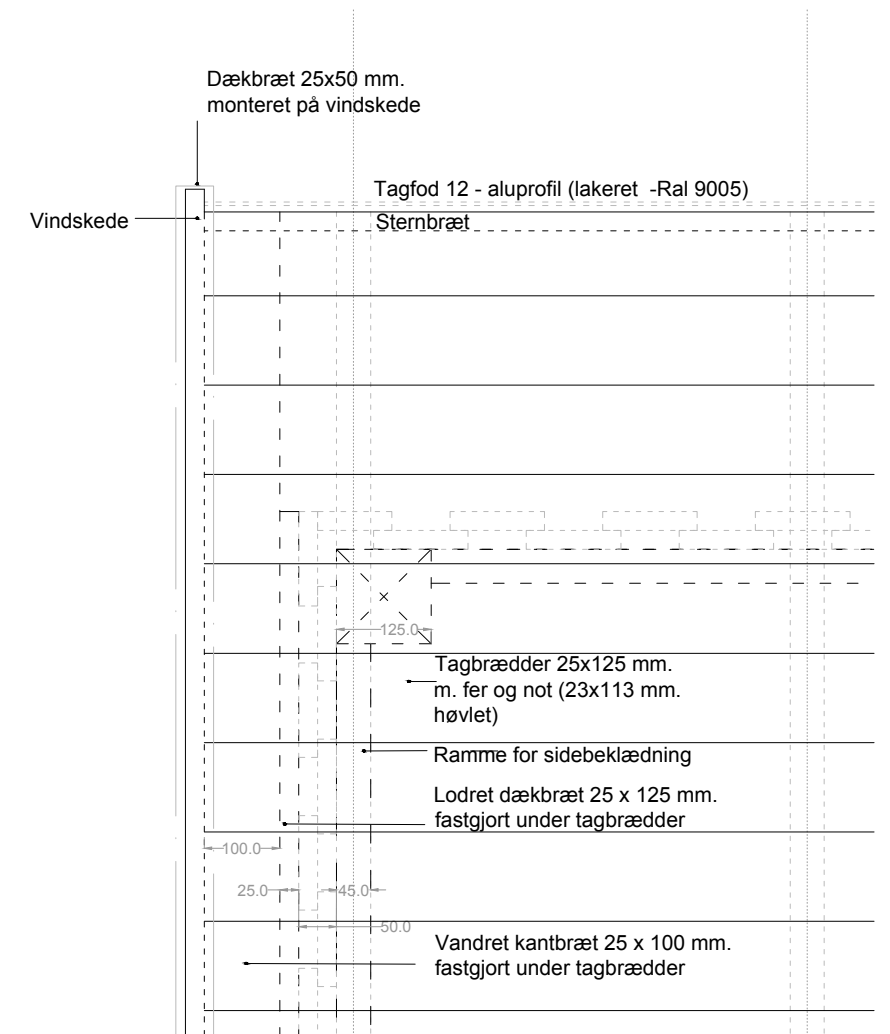 Dækbræt 25x50 mm.
monteret på vindskede
Tagfod 12 - aluprofil (lakeret -Ral 9005)
Vindskede
Sternbræt
125.0
Tagbrædder 25x125 mm.
m. fer og not (23x113 mm.
høvlet)
Ramme for sidebeklædning
Lodret dækbræt 25 x 125 mm.
fastgjort under tagbrædder
100.0
25.0
45.0
50.0
Vandret kantbræt 25 x 100 mm.
fastgjort under tagbrædder